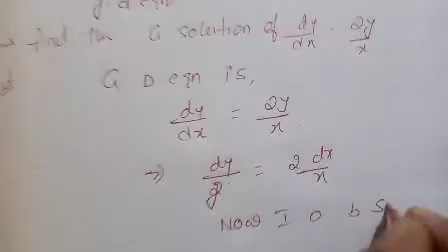 find the G solution of dy/dx = 2y/x
G D eqn is,
dy/dx = 2y/x
⇒ dy/y = 2 dx/x
Now I O b S